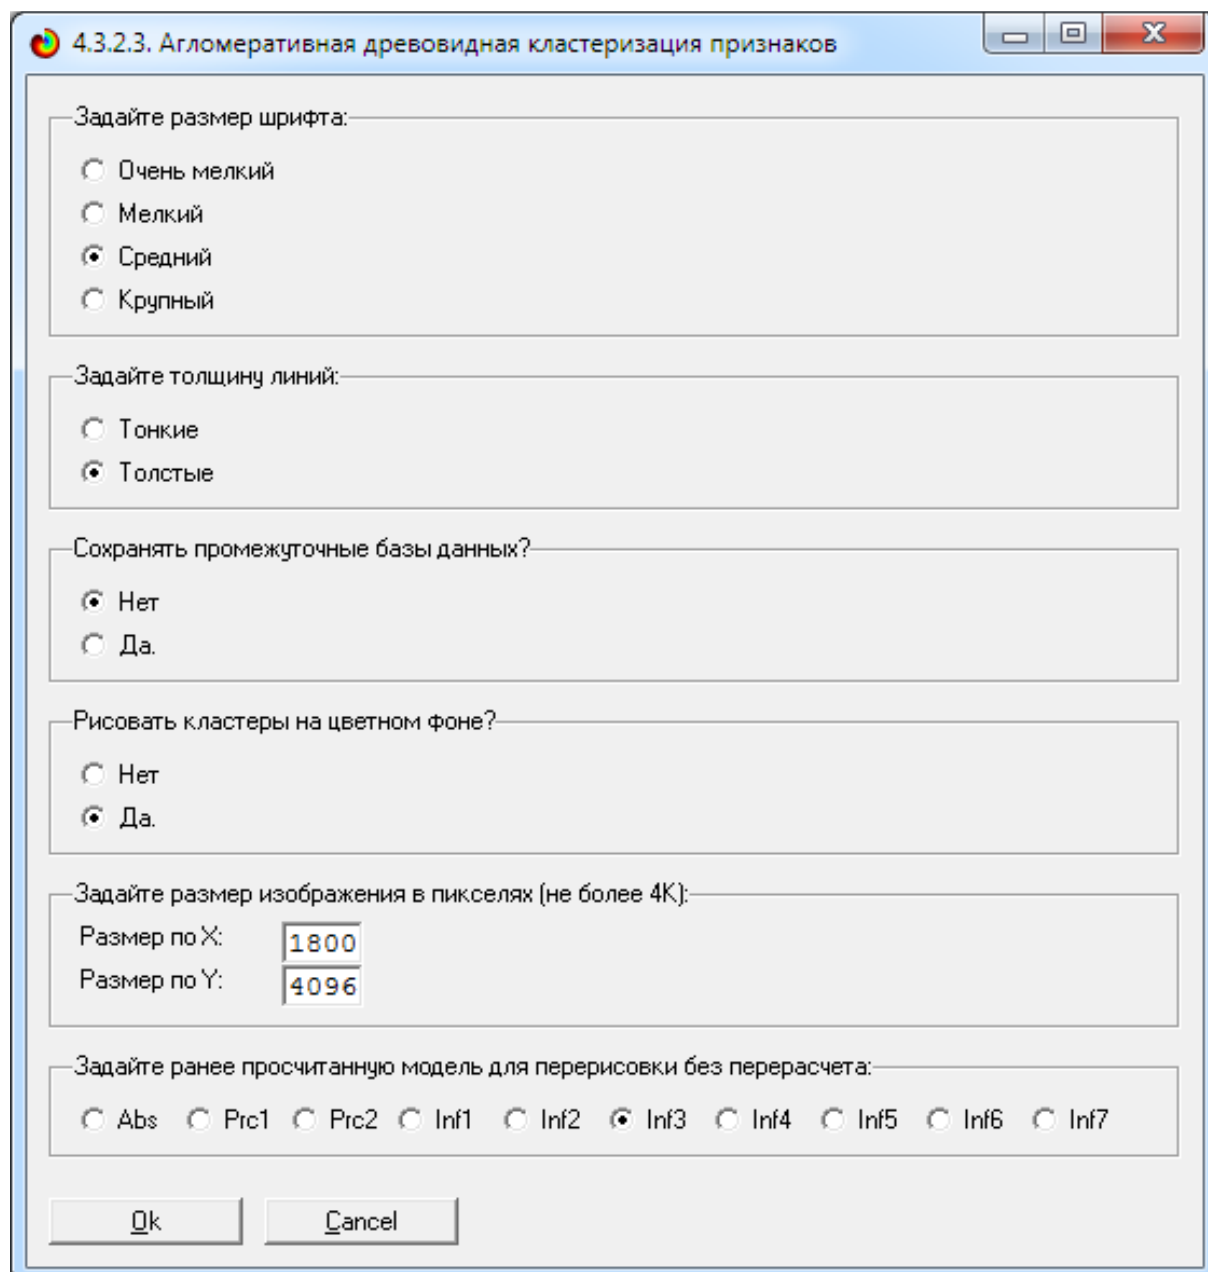 4.3.2.3. Агломеративная древовидная кластеризация признаков
Задайте размер шрифта:
Очень мелкий
Мелкий
Средний
Крупный
Задайте толщину линий:
Тонкие
Толстые
Сохранять промежуточные базы данных?
Нет
Да.
Рисовать кластеры на цветном фоне?
Нет
Да.
Задайте размер изображения в пикселях (не более 4K):
Размер по X: 1800
Размер по Y: 4096
Задайте ранее просчитанную модель для перерисовки без перерасчета:
Abs Prc1 Prc2 Inf1 Inf2 Inf3 Inf4 Inf5 Inf6 Inf7
Ok Cancel